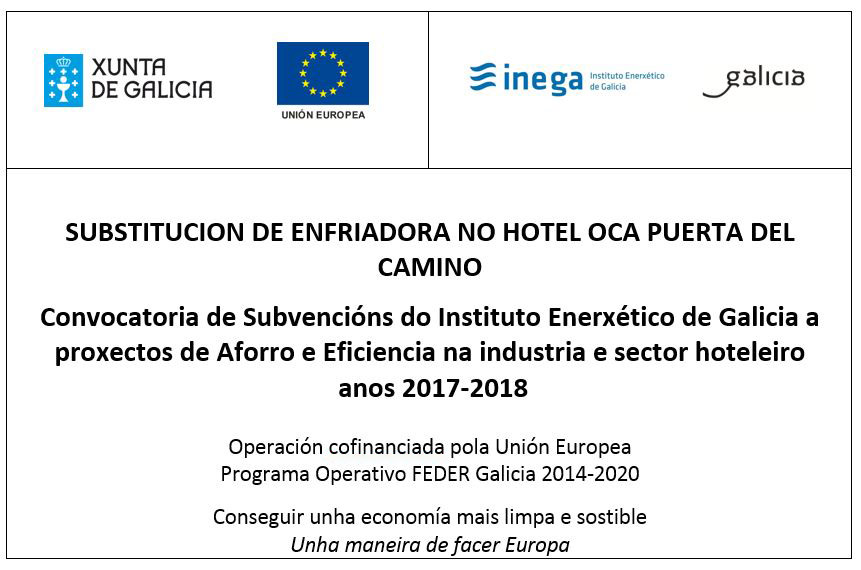 XUNTA
DE GALICIA
UNIÓN EUROPEA
inega
Instituto Enerxético
de Galicia
galicia
SUBSTITUCION DE ENFRIADORA NO HOTEL OCA PUERTA DEL
CAMINO
Convocatoria de Subvencións do Instituto Enerxético de Galicia a
proxectos de Aforro e Eficiencia na industria e sector hoteleiro
anos 2017-2018
Operación cofinanciada pola Unión Europea
Programa Operativo FEDER Galicia 2014-2020
Conseguir unha economía mais limpa e sostible
Unha maneira de facer Europa